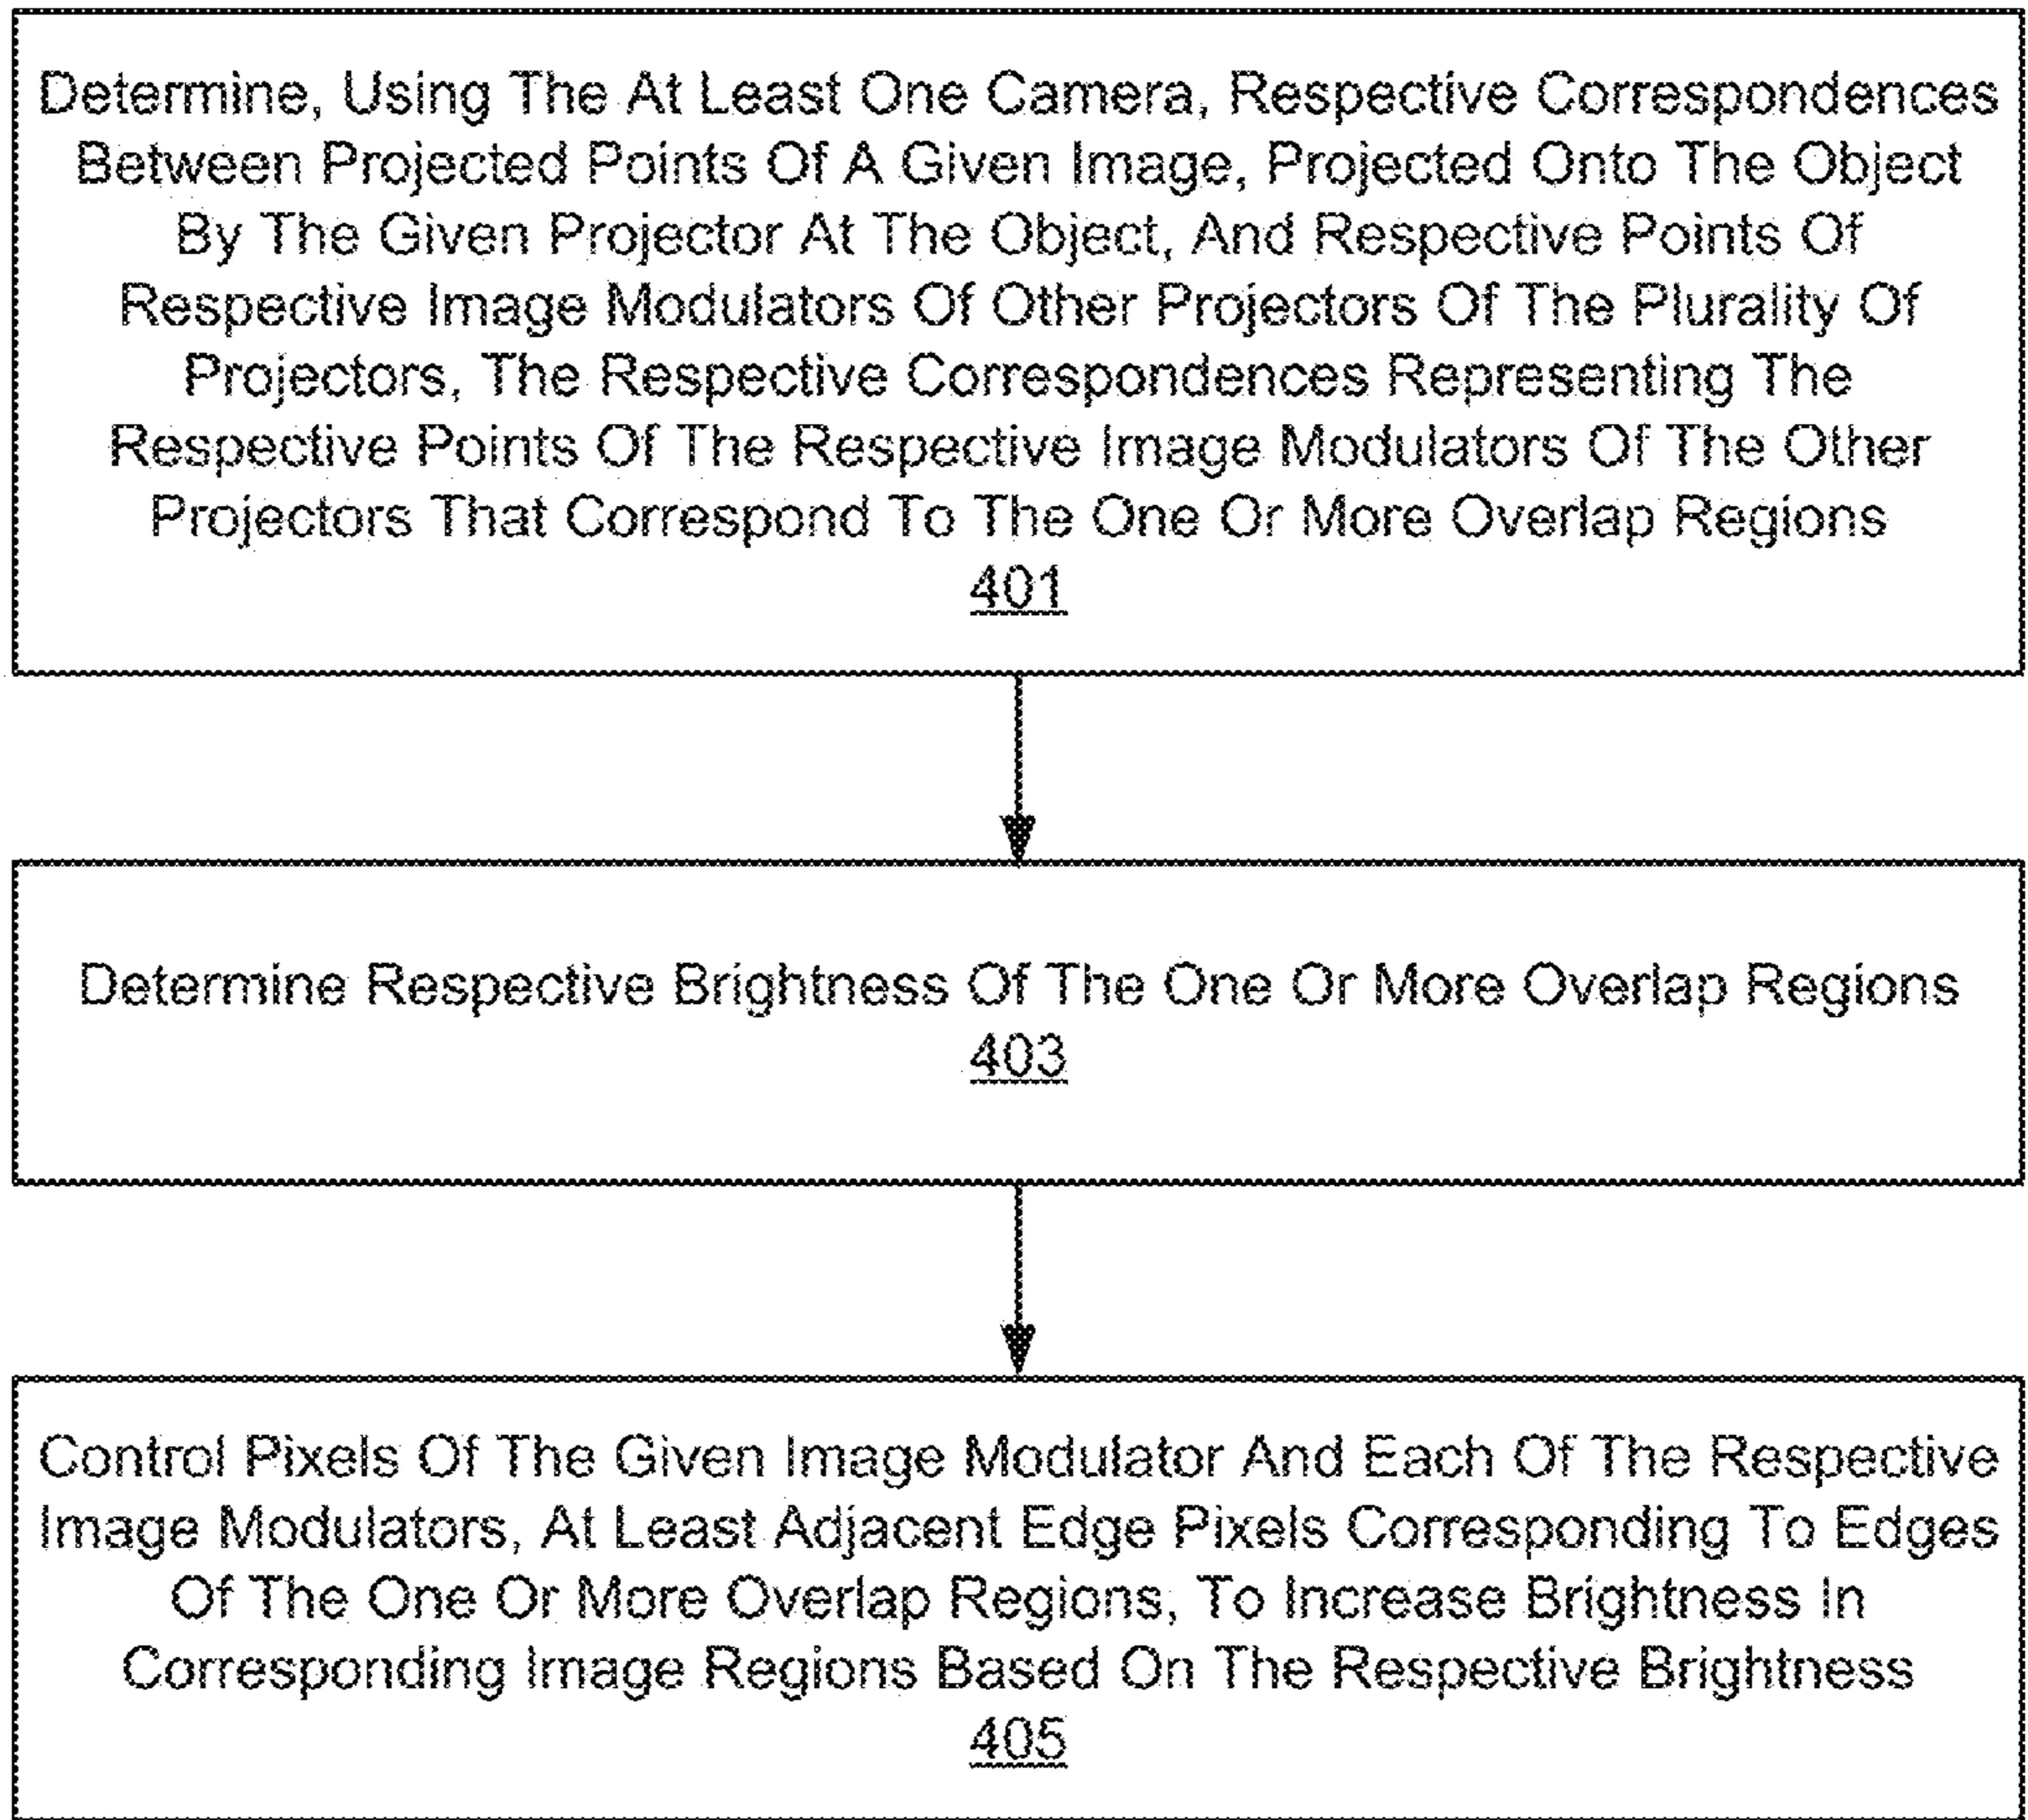 Determine, Using The At Least One Camera, Respective Correspondences
Between Projected Points Of A Given Image, Projected Onto The Object
By The Given Projector At The Object, And Respective Points Of
Respective Image Modulators Of Other Projectors Of The Plurality Of
Projectors, The Respective Correspondences Representing The
Respective Points Of The Respective Image Modulators Of The Other
Projectors That Correspond To The One Or More Overlap Regions
401
Determine Respective Brightness Of The One Or More Overlap Regions
403
Control Pixels Of The Given Image Modulator And Each Of The Respective
Image Modulators, At Least Adjacent Edge Pixels Corresponding To Edges
Of The One Or More Overlap Regions, To Increase Brightness In
Corresponding Image Regions Based On The Respective Brightness
405